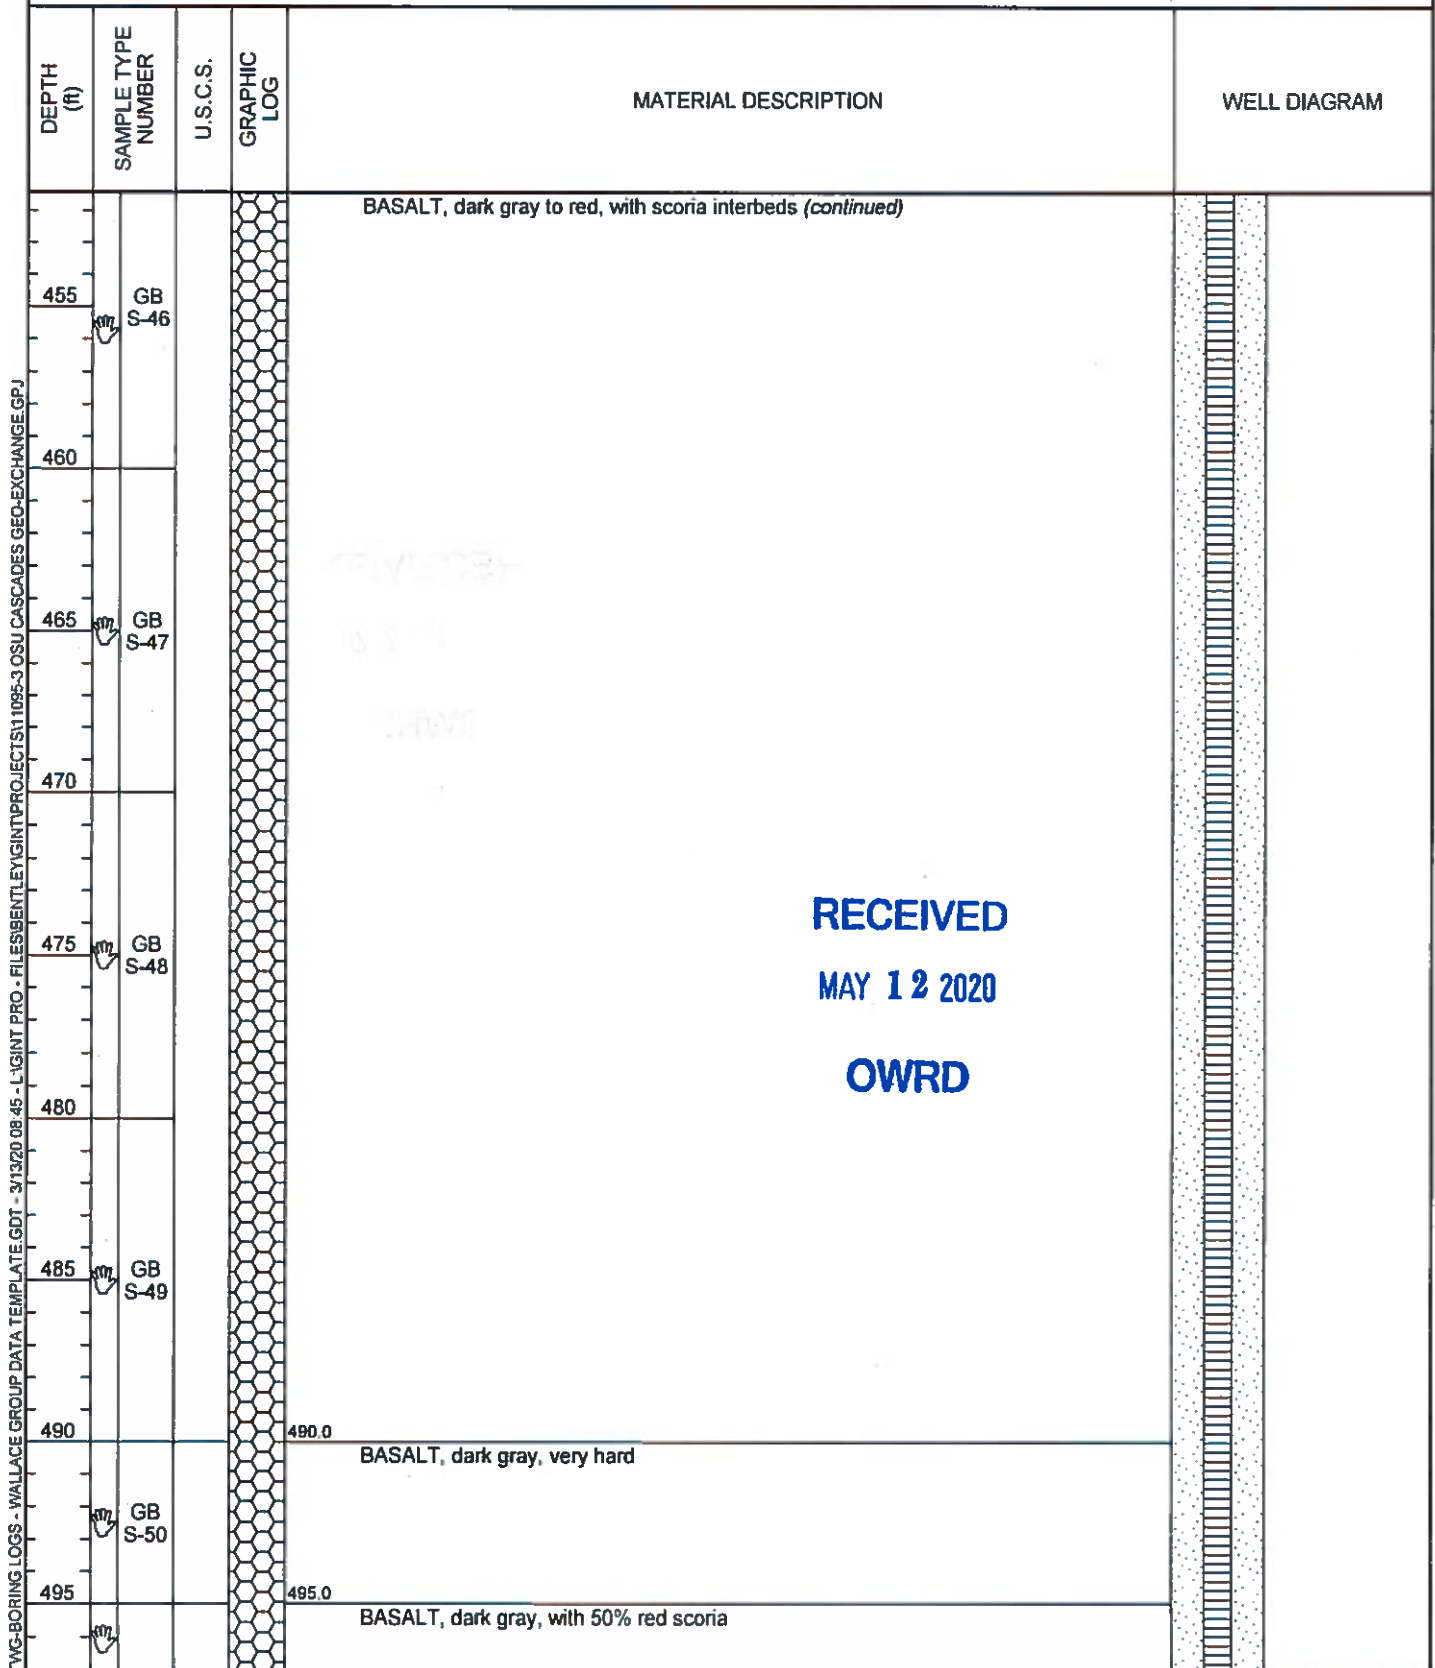 DEPTH
(ft)
SAMPLE TYPE
NUMBER
U.S.C.S.
GRAPHIC
LOG
MATERIAL DESCRIPTION
WELL DIAGRAM
BASALT, dark gray to red, with scoria interbeds (continued)
455
GB
S-46
460
465
GB
S-47
470
RECEIVED
475
GB
S-48
MAY 12 2020
OWRD
480
485
GB
S-49
490
490.0
BASALT, dark gray, very hard
GB
S-50
495
495.0
BASALT, dark gray, with 50% red scoria
TWG-BORING LOGS - WALLACE GROUP DATA TEMPLATE.GDT - 3/13/20 08:45 - L:\GINT PRO - FILES\BENTLEY\GINT\PROJECTS\11095-3 OSU CASCADES GEO-EXCHANGE.GPJ